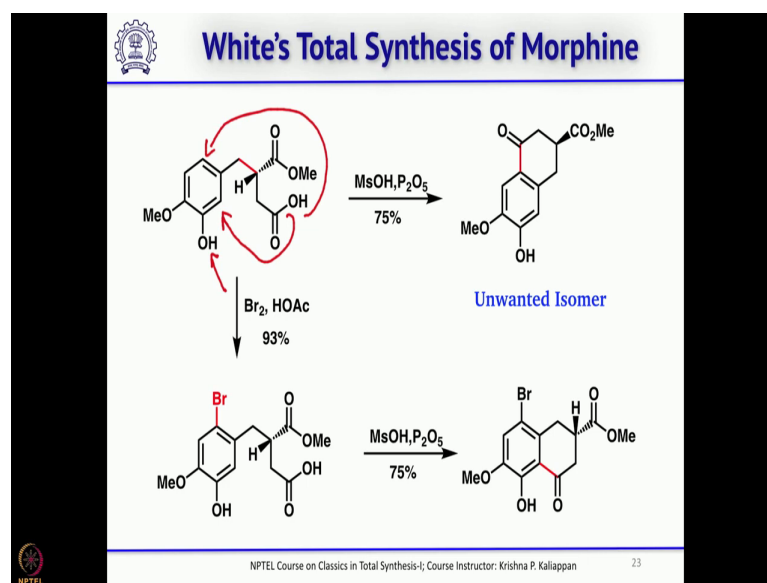 White's Total Synthesis of Morphine
O
OMe
H
OH
O
MeO
OH
MsOH,P₂O₅
75%
O
CO₂Me
MeO
OH
Unwanted Isomer
Br₂, HOAc
93%
Br
O
OMe
H
OH
MeO
OH
O
MsOH,P₂O₅
75%
Br
H
O
OMe
MeO
OH
O
NPTEL Course on Classics in Total Synthesis-I; Course Instructor: Krishna P. Kaliappan
23
NPTEL